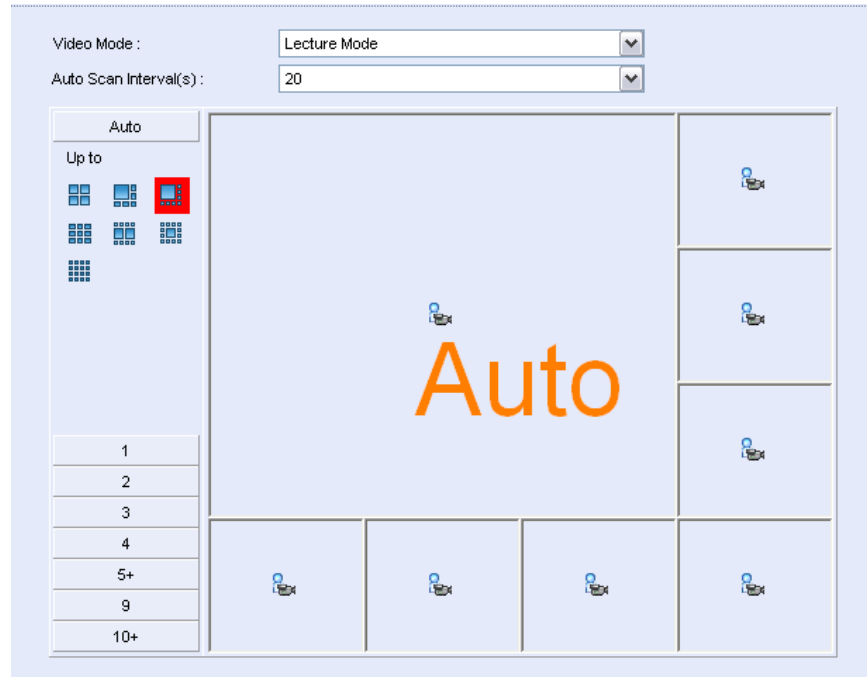 Video Mode : Lecture Mode
Auto Scan Interval(s) : 20
Auto
Up to
Auto
1
2
3
4
5+
9
10+